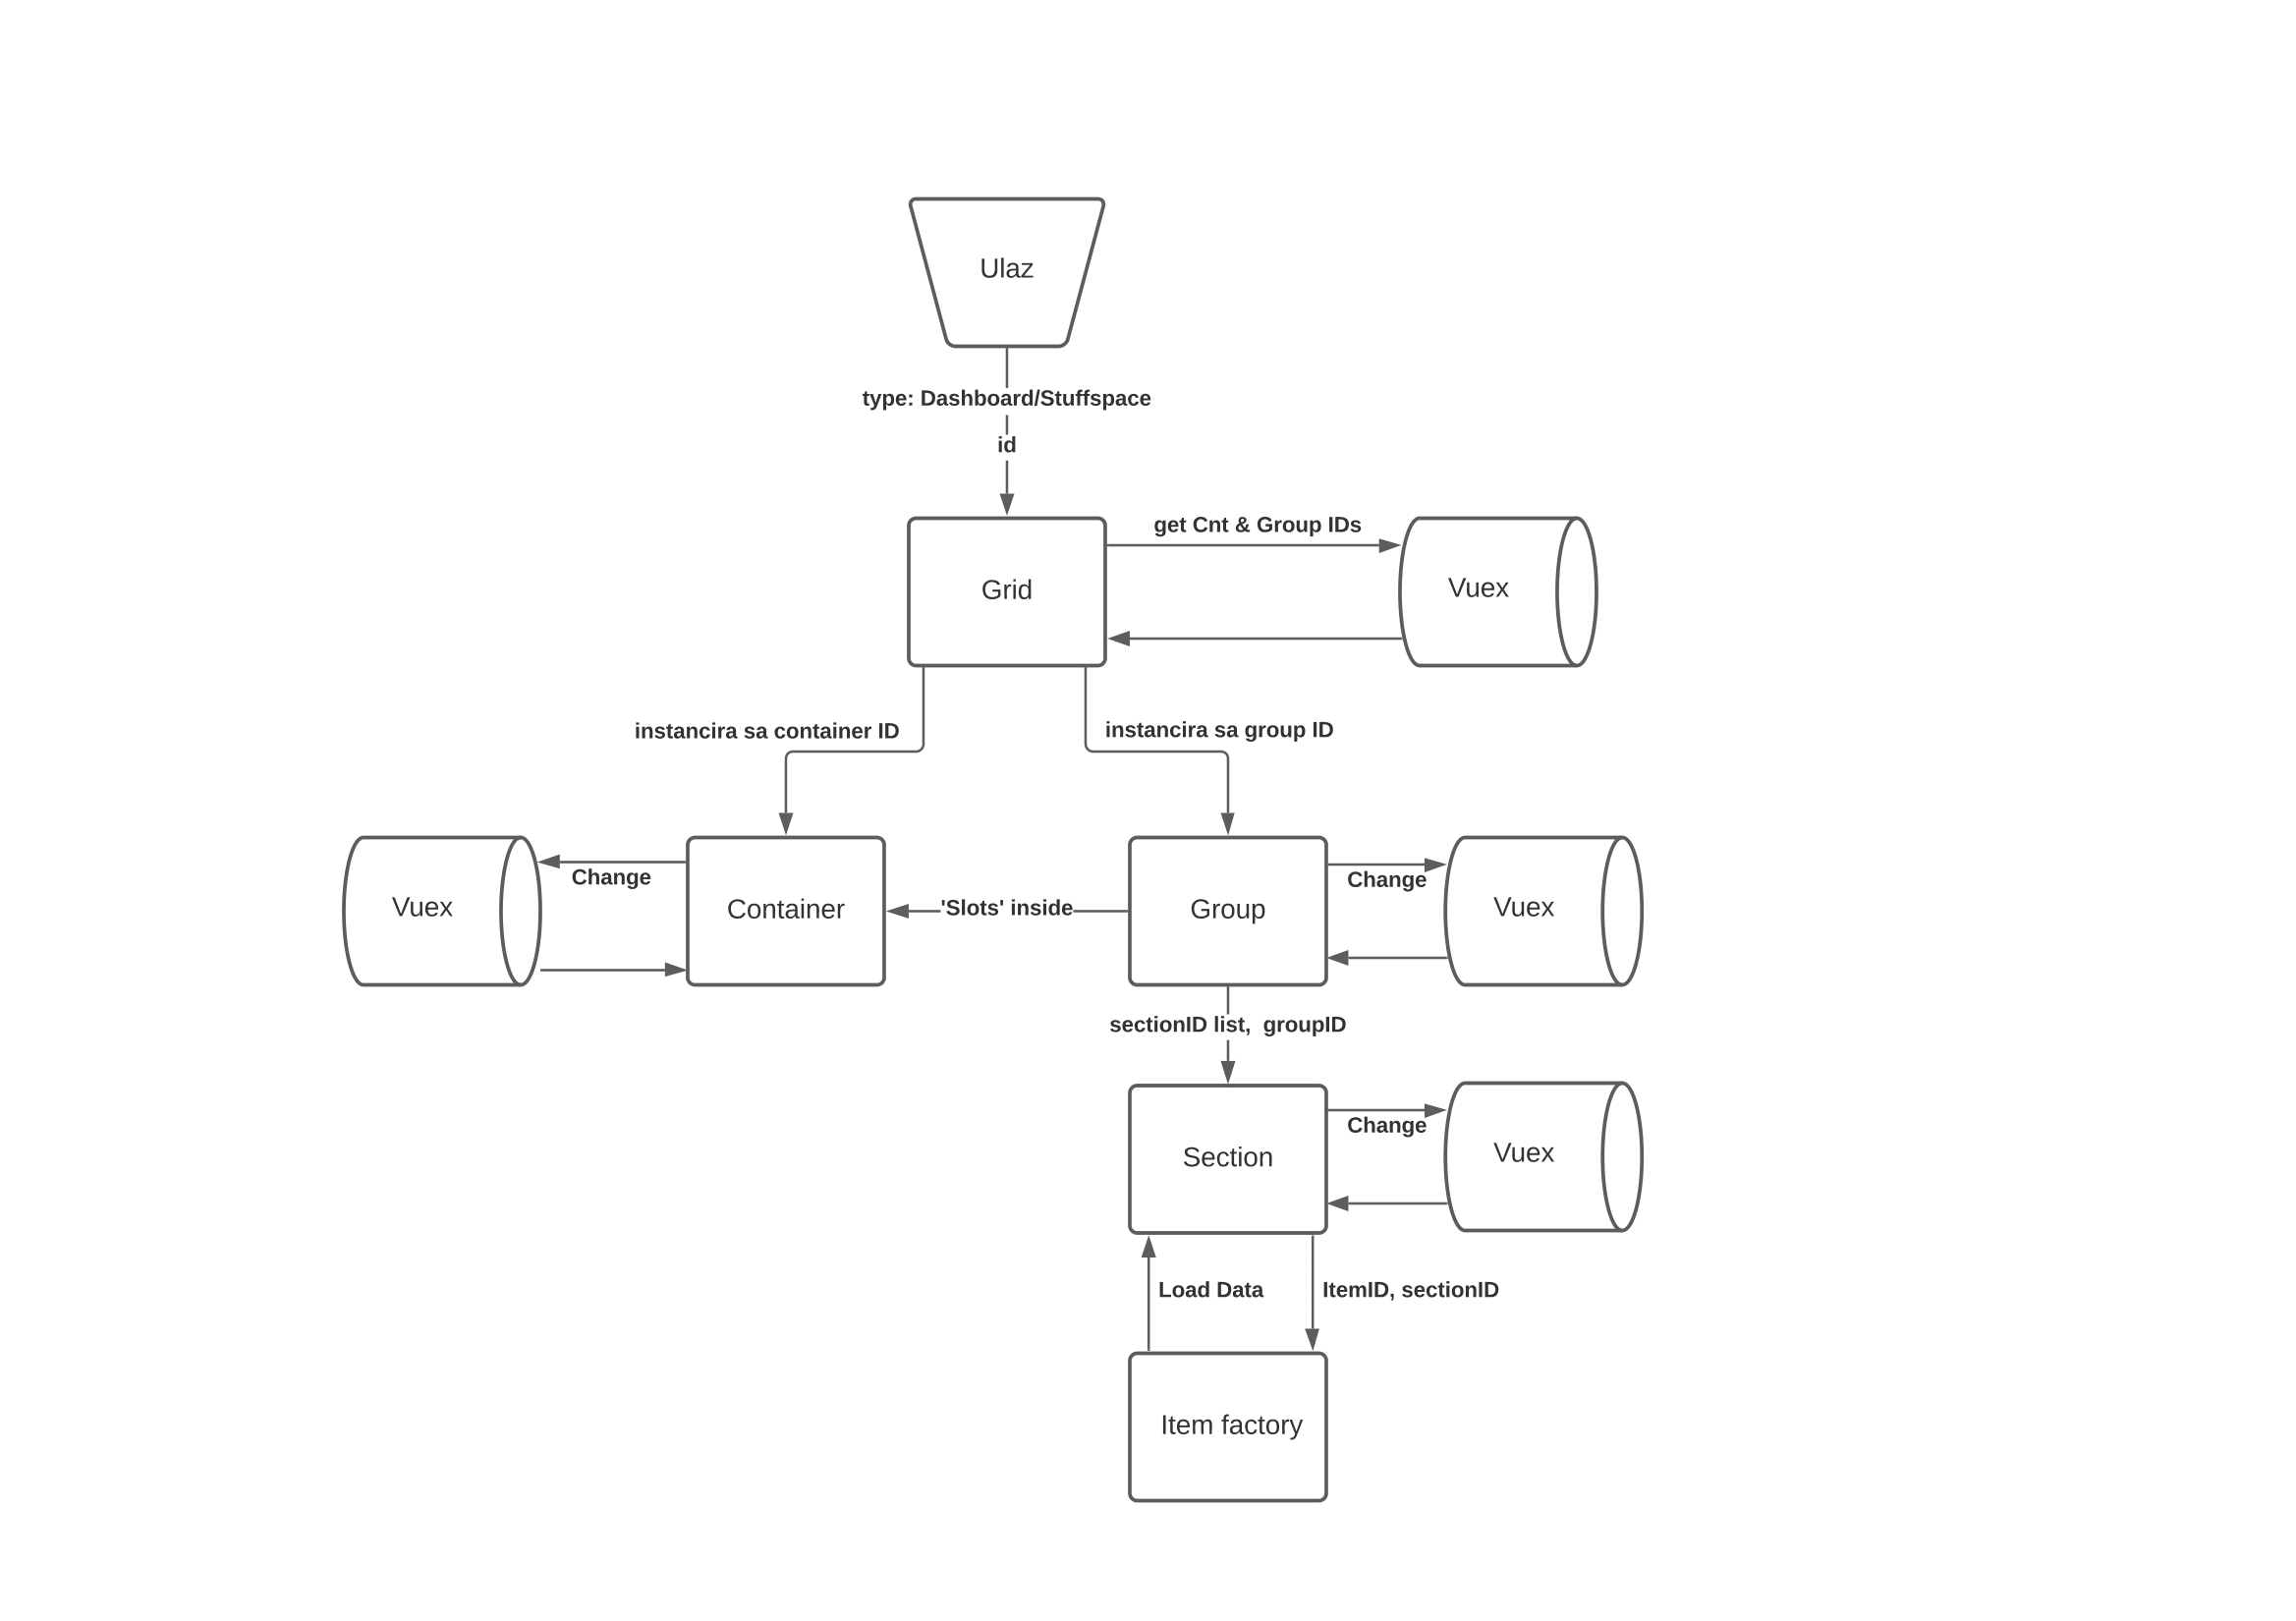 Ulaz
type: Dashboard/Stuffspace
id
get Cnt & Group IDs
Grid
Vuex
instancira sa container ID
instancira sa group ID
Vuex
Change
Container
'Slots' inside
Group
Change
Vuex
sectionID list,  groupID
Section
Change
Vuex
Load Data
ItemID, sectionID
Item factory